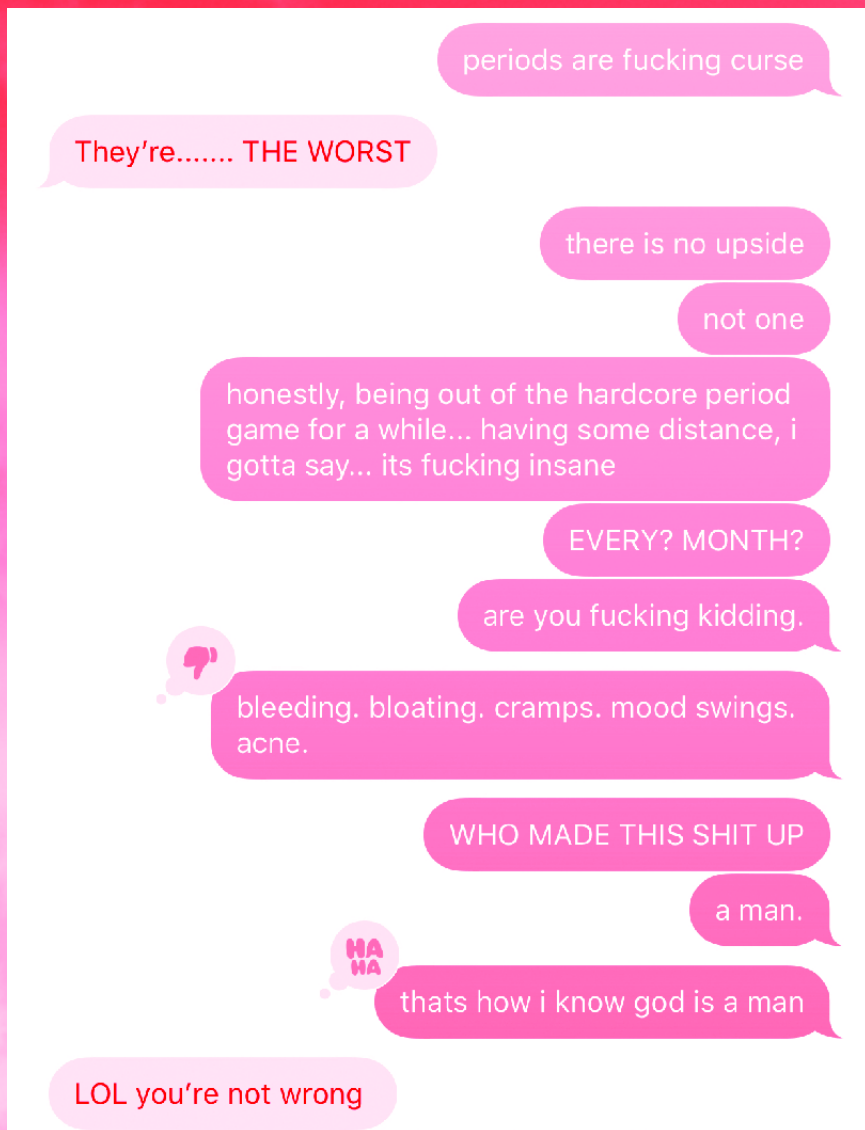 periods are fucking curse
They’re....... THE WORST
there is no upside
not one
honestly, being out of the hardcore period
game for a while... having some distance, i
gotta say... its fucking insane
EVERY? MONTH?
are you fucking kidding.
bleeding. bloating. cramps. mood swings.
acne.
WHO MADE THIS SHIT UP
a man.
HA
HA
thats how i know god is a man
LOL you’re not wrong